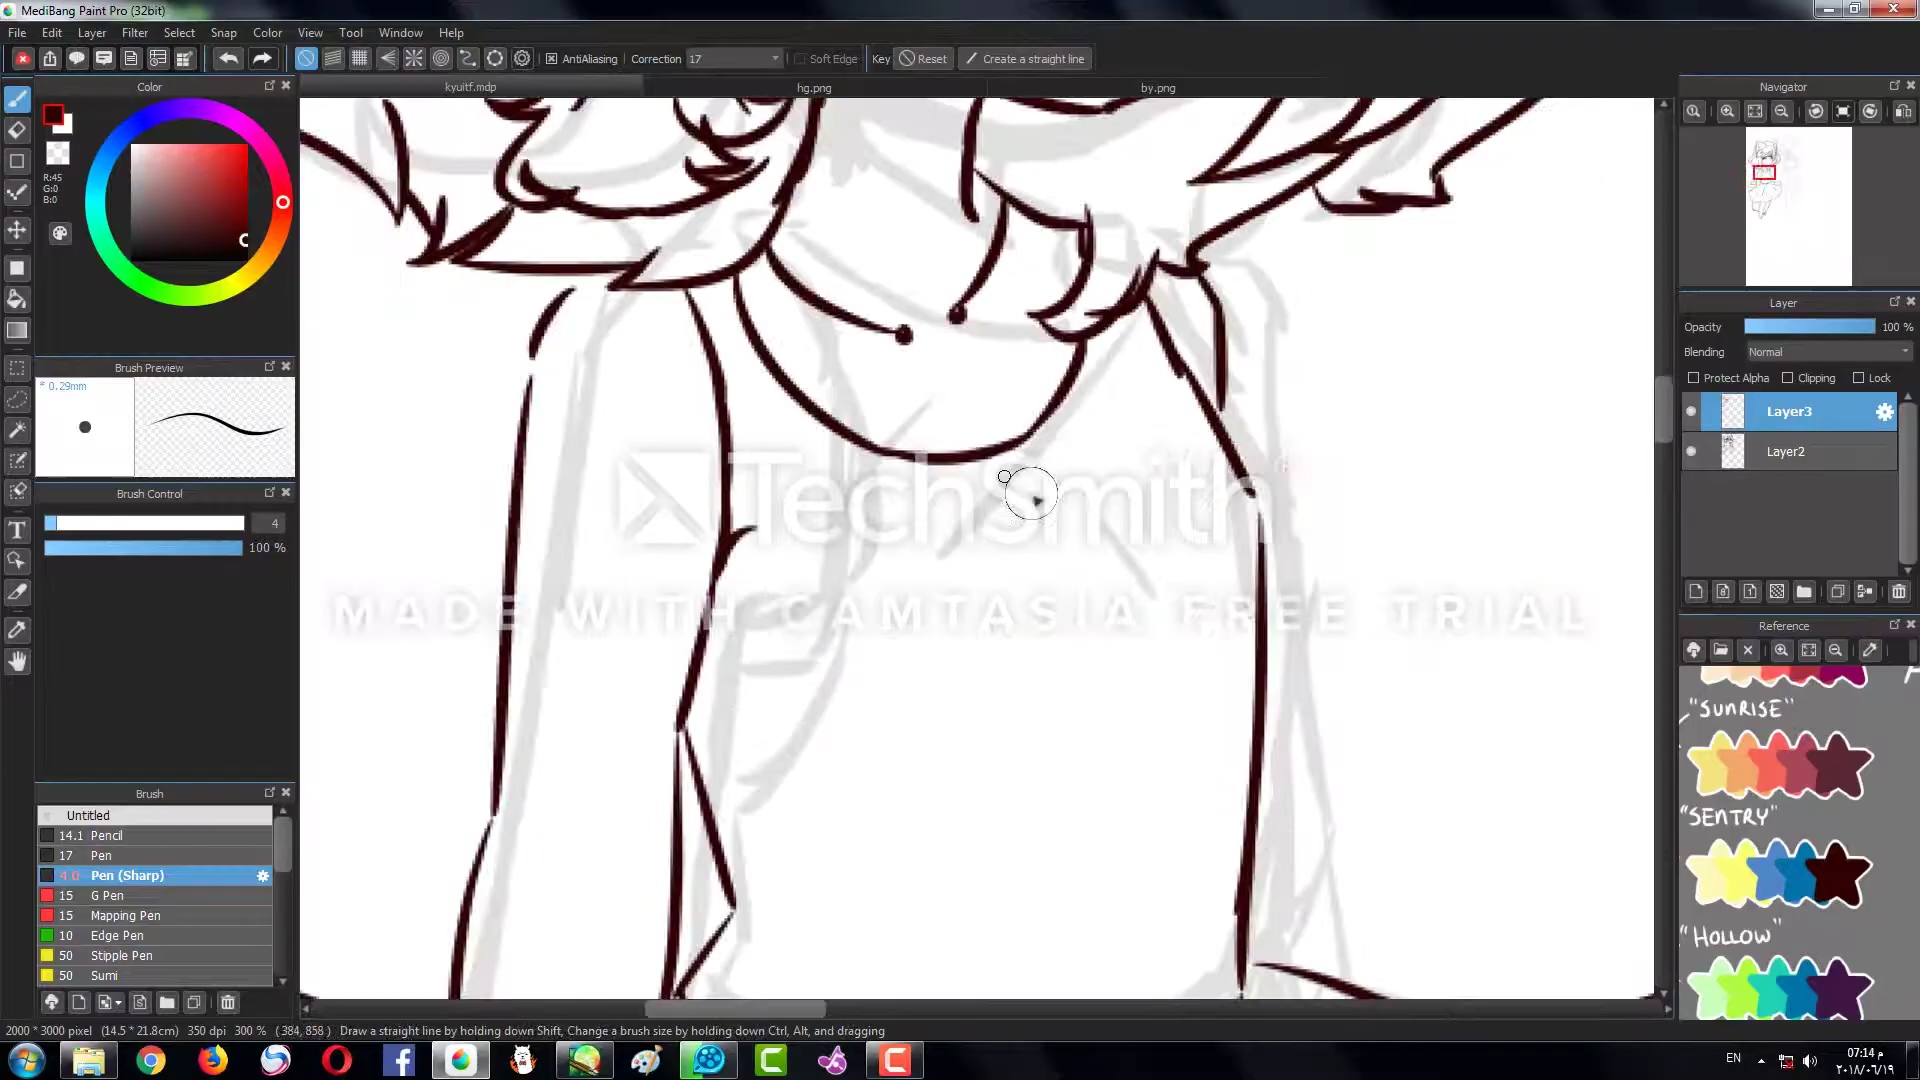 MediBang Paint Pro (32bit)
File Edit Layer Filter Select Snap Color View Tool Window Help
AntiAliasing Correction 17 Soft Edge Key Reset Create a straight line
Color
kyuitf.mdp hg.png by.png
Navigator
R:45
G:0
B:0
Brush Preview
* 0.29mm
Brush Control
4
100 %
Layer
Opacity 100 %
Blending Normal
Protect Alpha Clipping Lock
Layer3
Layer2
TechSmith
MADE WITH CAMTASIA FREE TRIAL
Reference
"SUNRISE"
"SENTRY"
"HOLLOW"
Brush
Untitled
14.1 Pencil
17 Pen
4.0 Pen (Sharp)
15 G Pen
15 Mapping Pen
10 Edge Pen
50 Stipple Pen
50 Sumi
2000 * 3000 pixel (14.5 * 21.8cm) 350 dpi 300 % (384, 858) Draw a straight line by holding down Shift, Change a brush size by holding down Ctrl, Alt, and dragging
EN
07:14 م
٢٠١٨/٠٦/١٩